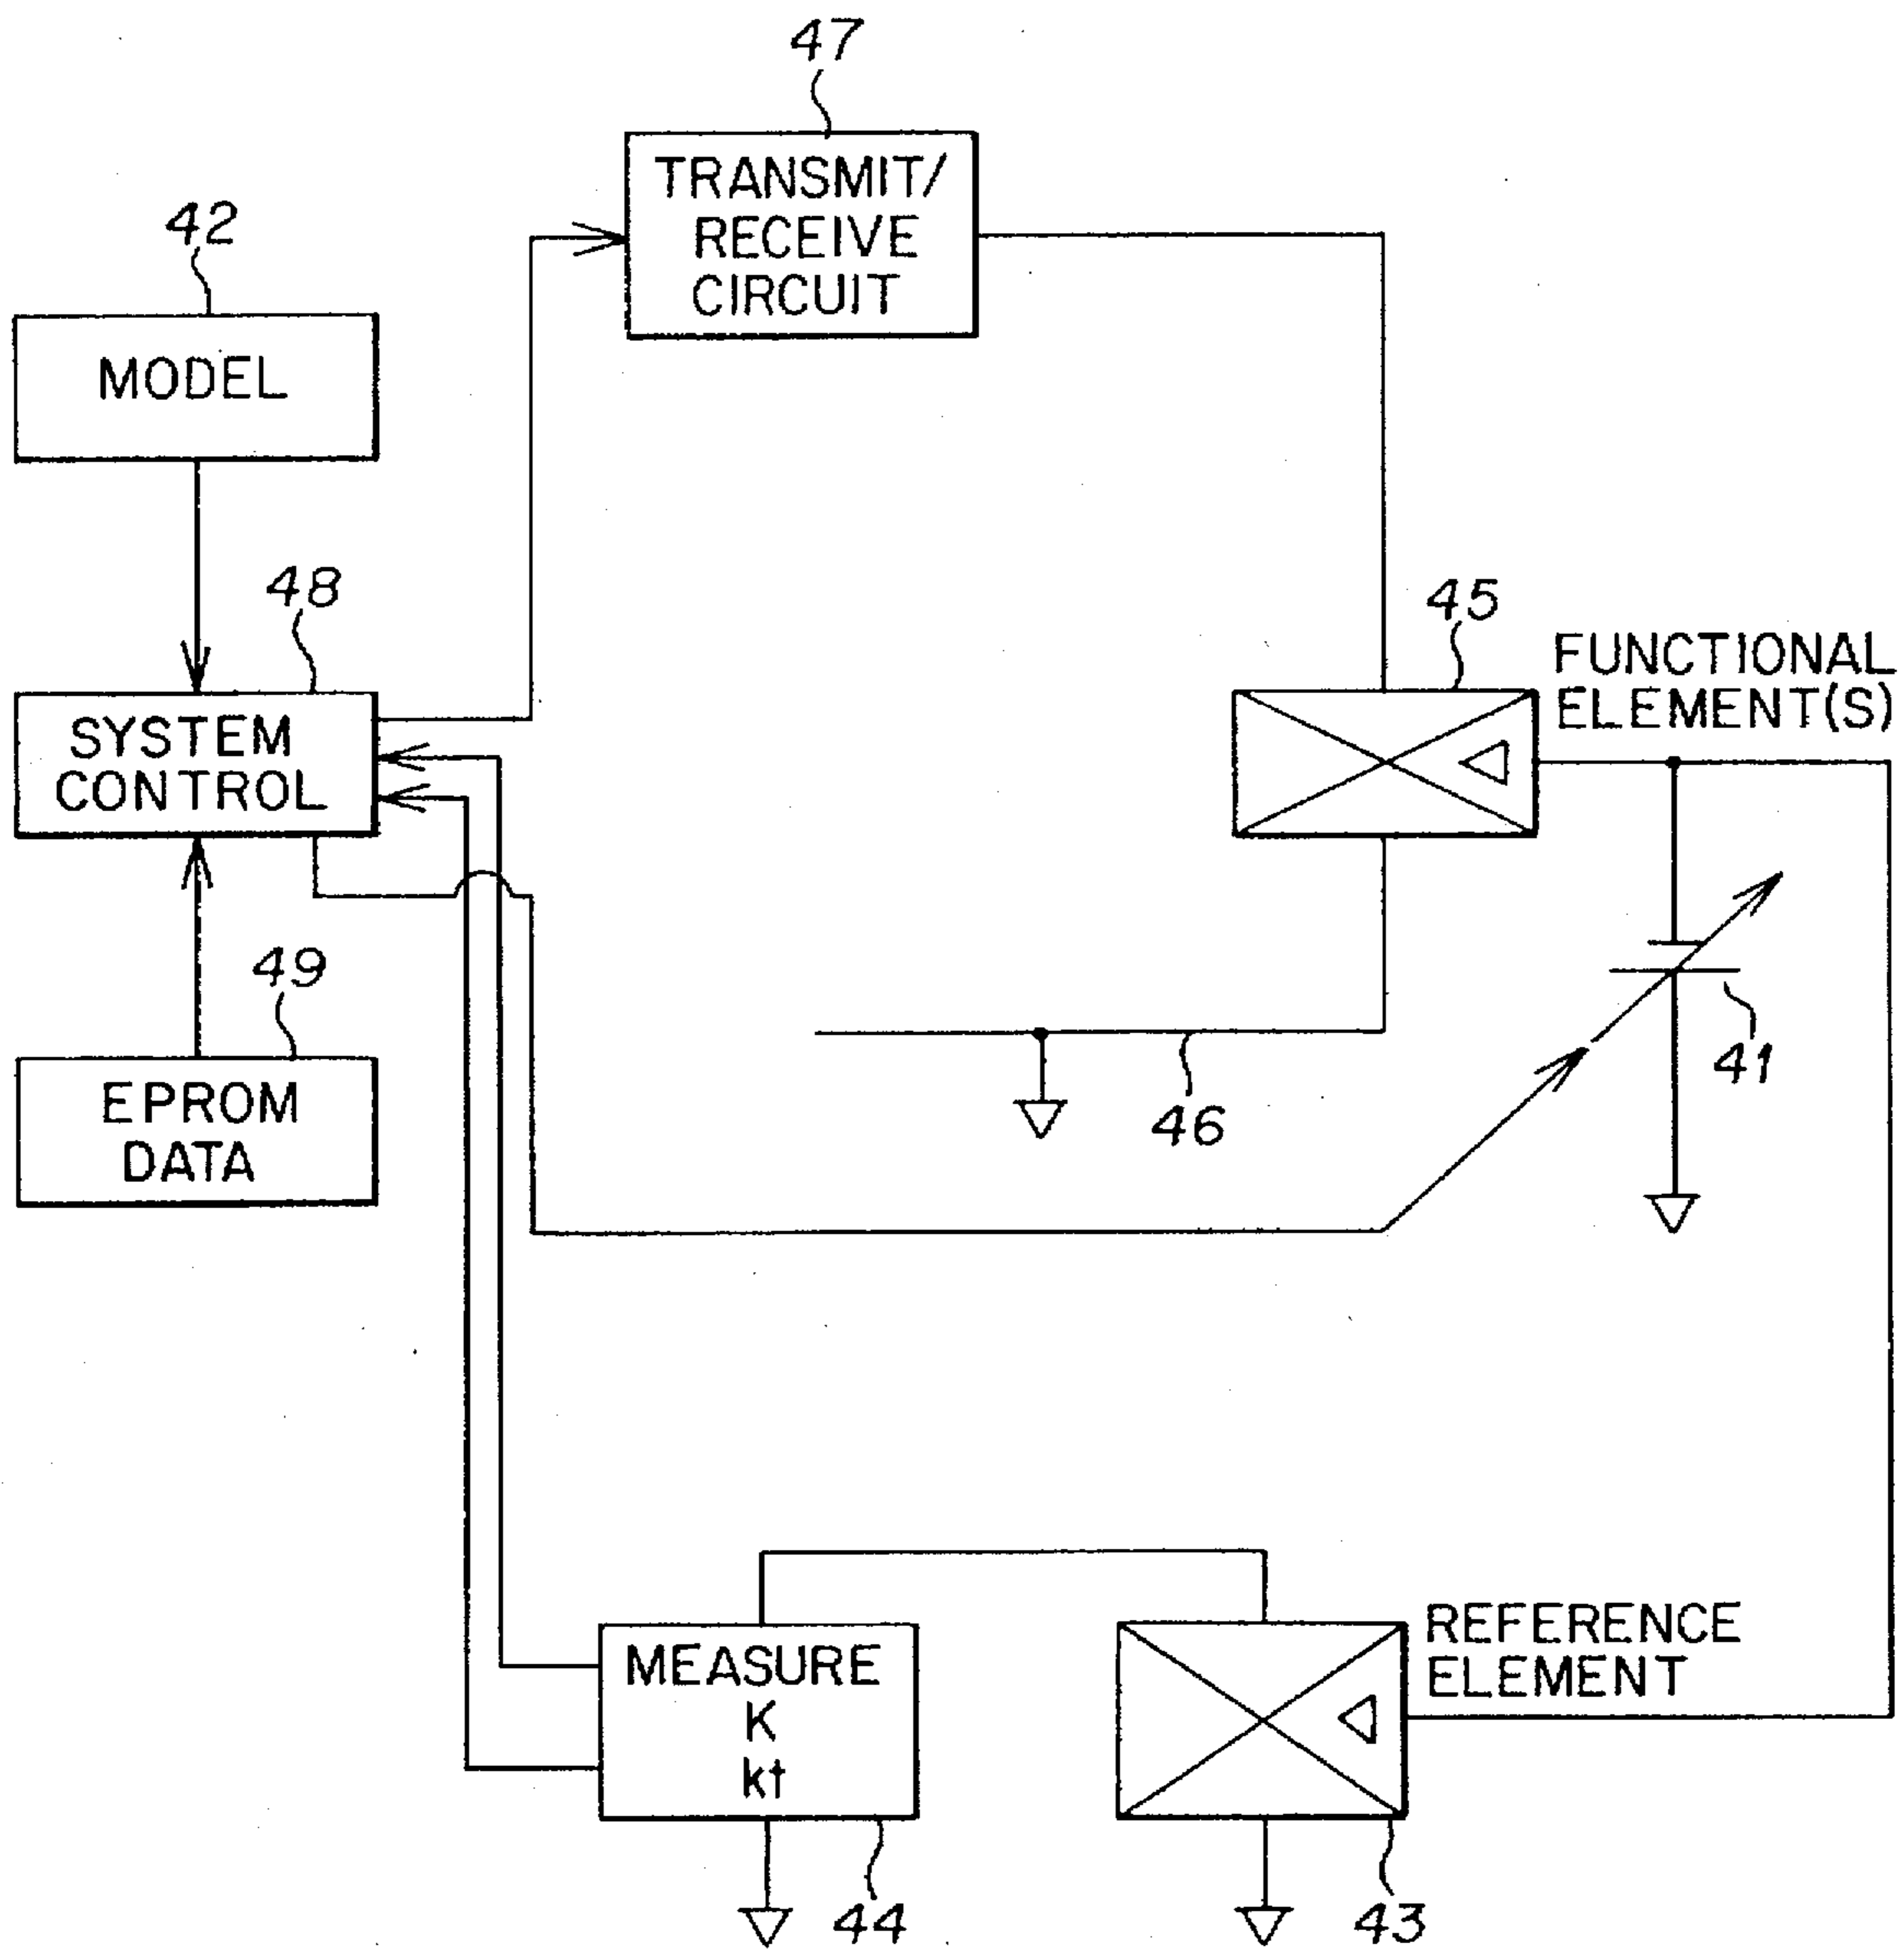 47
TRANSMIT/
RECEIVE
CIRCUIT
42
MODEL
48
SYSTEM
CONTROL
45
FUNCTIONAL
ELEMENT(S)
49
EPROM
DATA
41
46
MEASURE
K
kt
44
REFERENCE
ELEMENT
43